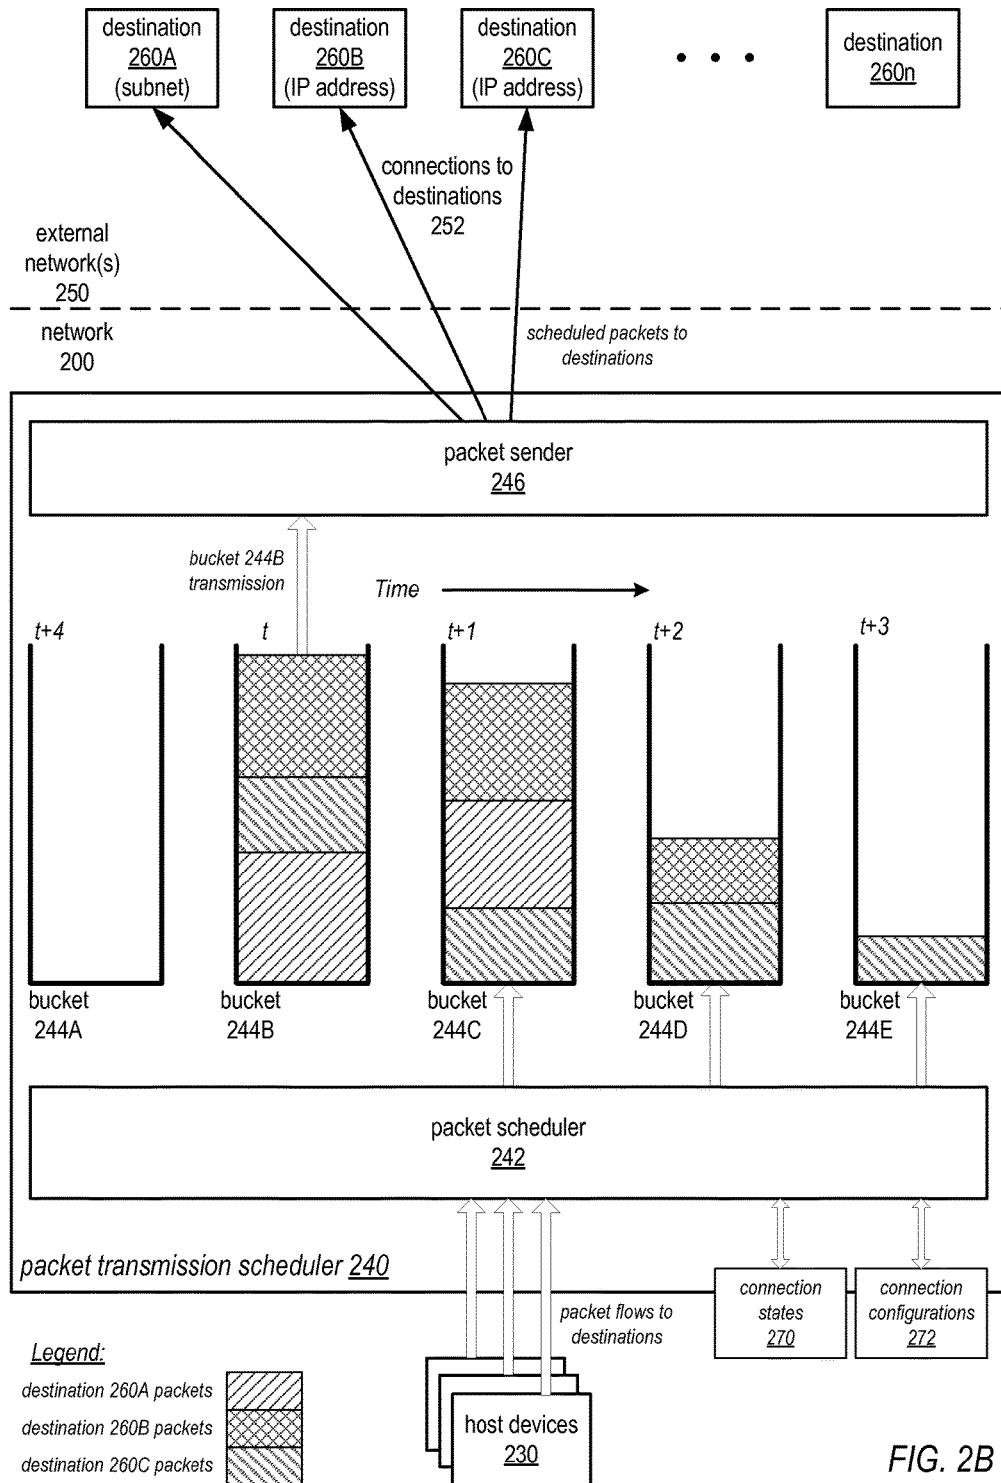 destination
260A
(subnet)
destination
260B
(IP address)
destination
260C
(IP address)
destination
260n
connections to
destinations
252
external
network(s)
250
network
200
scheduled packets to
destinations
packet sender
246
bucket 244B
transmission
Time
t+4
t
t+1
t+2
t+3
bucket
244A
bucket
244B
bucket
244C
bucket
244D
bucket
244E
packet scheduler
242
packet transmission scheduler 240
connection
states
270
connection
configurations
272
packet flows to
destinations
Legend:
destination 260A packets
destination 260B packets
destination 260C packets
host devices
230
FIG. 2B